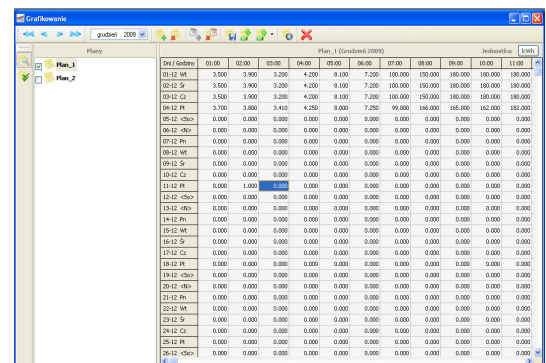 Grafikowanie
grudzień 2009
Plany
Plan_1 (Grudzień 2009)
Jednostka: kWh
Plan_1
Plan_2
Dni / Godziny 01:00 02:00 03:00 04:00 05:00 06:00 07:00 08:00 09:00 10:00 11:00
01-12 Wt 3.500 3.900 3.200 4.200 8.100 7.200 100.000 150.000 180.000 180.000 180.000
02-12 Śr 3.500 3.900 3.200 4.200 8.100 7.200 100.000 150.000 180.000 180.000 180.000
03-12 Cz 3.500 3.900 3.200 4.200 8.100 7.200 100.000 150.000 180.000 180.000 180.000
04-12 Pt 3.700 3.800 3.410 4.250 8.000 7.250 99.000 166.000 165.000 162.000 182.000
05-12 <So> 0.000 0.000 0.000 0.000 0.000 0.000 0.000 0.000 0.000 0.000 0.000
06-12 <N> 0.000 0.000 0.000 0.000 0.000 0.000 0.000 0.000 0.000 0.000 0.000
07-12 Pn 0.000 0.000 0.000 0.000 0.000 0.000 0.000 0.000 0.000 0.000 0.000
08-12 Wt 0.000 0.000 0.000 0.000 0.000 0.000 0.000 0.000 0.000 0.000 0.000
09-12 Śr 0.000 0.000 0.000 0.000 0.000 0.000 0.000 0.000 0.000 0.000 0.000
10-12 Cz 0.000 0.000 0.000 0.000 0.000 0.000 0.000 0.000 0.000 0.000 0.000
11-12 Pt 0.000 1.000 0.000 0.000 0.000 0.000 0.000 0.000 0.000 0.000 0.000
12-12 <So> 0.000 0.000 0.000 0.000 0.000 0.000 0.000 0.000 0.000 0.000 0.000
13-12 <N> 0.000 0.000 0.000 0.000 0.000 0.000 0.000 0.000 0.000 0.000 0.000
14-12 Pn 0.000 0.000 0.000 0.000 0.000 0.000 0.000 0.000 0.000 0.000 0.000
15-12 Wt 0.000 0.000 0.000 0.000 0.000 0.000 0.000 0.000 0.000 0.000 0.000
16-12 Śr 0.000 0.000 0.000 0.000 0.000 0.000 0.000 0.000 0.000 0.000 0.000
17-12 Cz 0.000 0.000 0.000 0.000 0.000 0.000 0.000 0.000 0.000 0.000 0.000
18-12 Pt 0.000 0.000 0.000 0.000 0.000 0.000 0.000 0.000 0.000 0.000 0.000
19-12 <So> 0.000 0.000 0.000 0.000 0.000 0.000 0.000 0.000 0.000 0.000 0.000
20-12 <N> 0.000 0.000 0.000 0.000 0.000 0.000 0.000 0.000 0.000 0.000 0.000
21-12 Pn 0.000 0.000 0.000 0.000 0.000 0.000 0.000 0.000 0.000 0.000 0.000
22-12 Wt 0.000 0.000 0.000 0.000 0.000 0.000 0.000 0.000 0.000 0.000 0.000
23-12 Śr 0.000 0.000 0.000 0.000 0.000 0.000 0.000 0.000 0.000 0.000 0.000
24-12 Cz 0.000 0.000 0.000 0.000 0.000 0.000 0.000 0.000 0.000 0.000 0.000
25-12 Pt 0.000 0.000 0.000 0.000 0.000 0.000 0.000 0.000 0.000 0.000 0.000
26-12 <So> 0.000 0.000 0.000 0.000 0.000 0.000 0.000 0.000 0.000 0.000 0.000